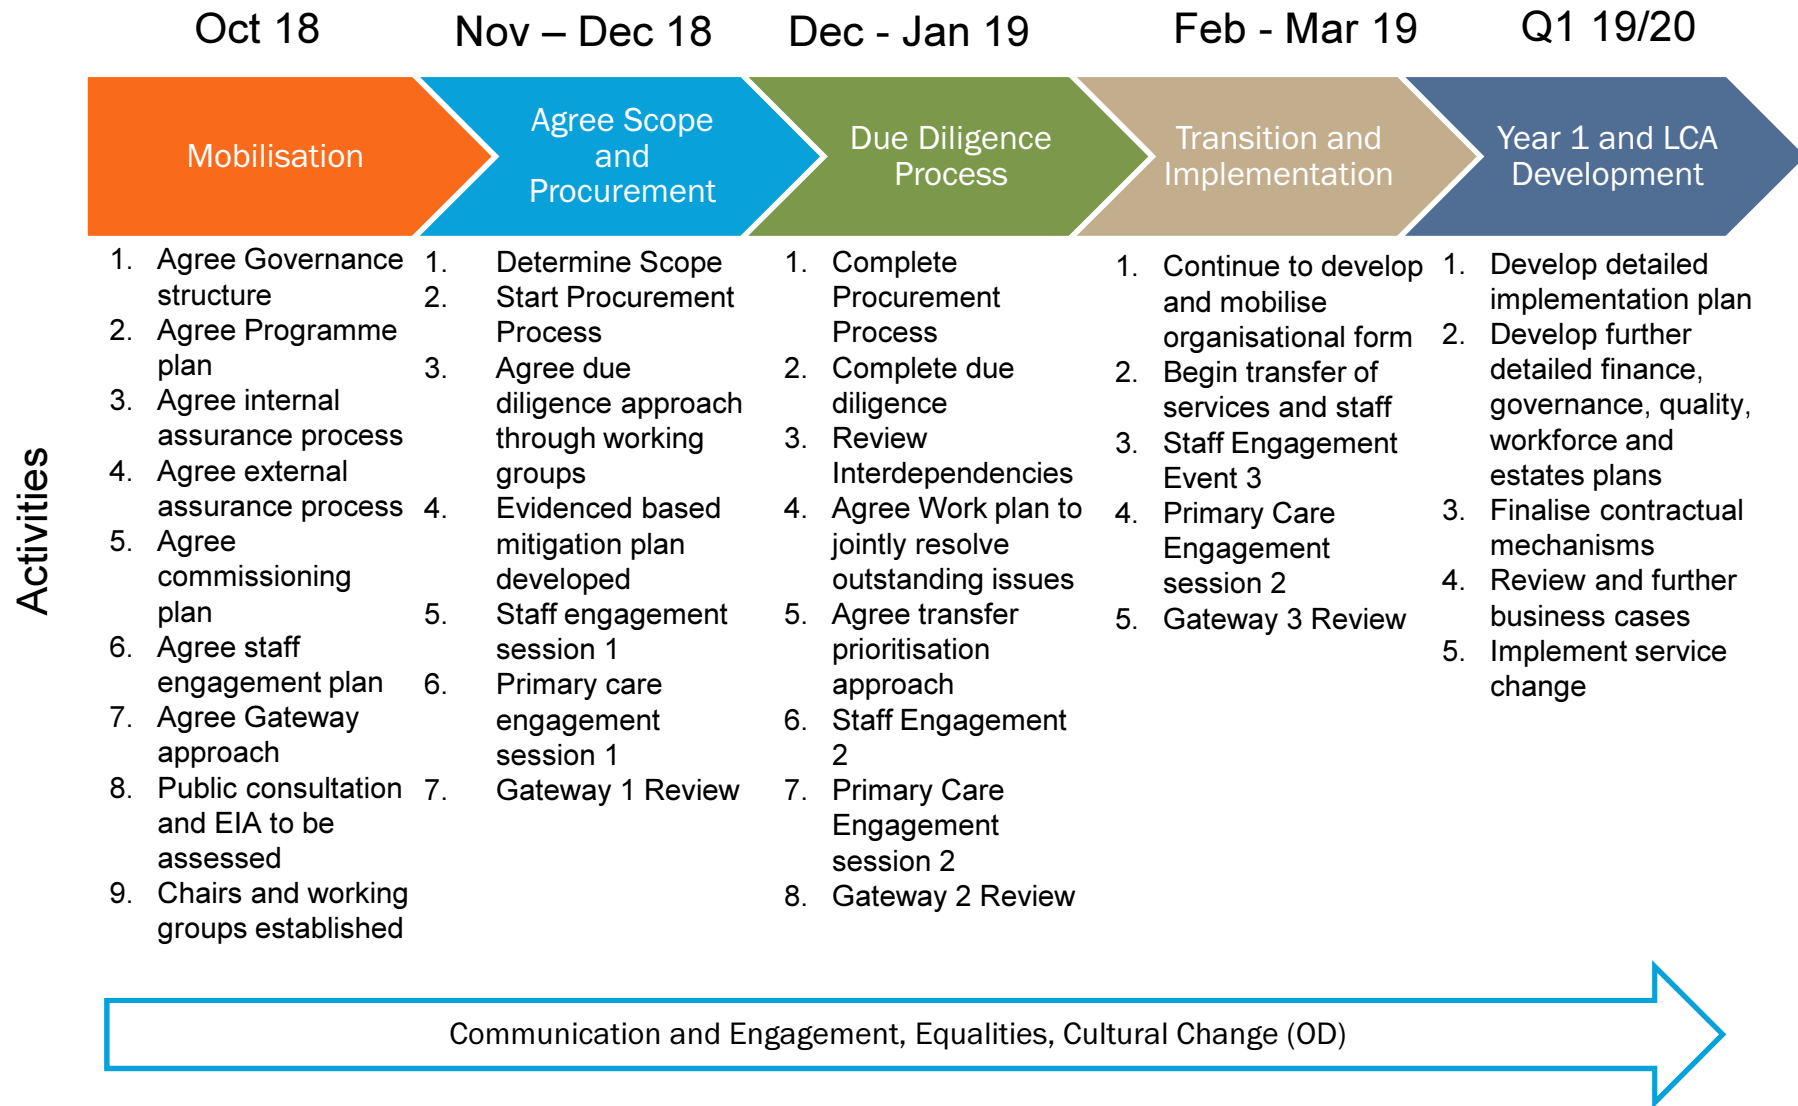 Oct 18
Nov – Dec 18
Dec - Jan 19
Feb - Mar 19
Q1 19/20
Mobilisation
Agree Scope
and
Procurement
Due Diligence
Process
Transition and
Implementation
Year 1 and LCA
Development
Activities
1. Agree Governance
structure
2. Agree Programme
plan
3. Agree internal
assurance process
4. Agree external
assurance process
5. Agree
commissioning
plan
6. Agree staff
engagement plan
7. Agree Gateway
approach
8. Public consultation
and EIA to be
assessed
9. Chairs and working
groups established
1. Determine Scope
2. Start Procurement
Process
3. Agree due
diligence approach
through working
groups
4. Evidenced based
mitigation plan
developed
5. Staff engagement
session 1
6. Primary care
engagement
session 1
7. Gateway 1 Review
1. Complete
Procurement
Process
2. Complete due
diligence
3. Review
Interdependencies
4. Agree Work plan to
jointly resolve
outstanding issues
5. Agree transfer
prioritisation
approach
6. Staff Engagement
2
7. Primary Care
Engagement
session 2
8. Gateway 2 Review
1. Continue to develop
and mobilise
organisational form
2. Begin transfer of
services and staff
3. Staff Engagement
Event 3
4. Primary Care
Engagement
session 2
5. Gateway 3 Review
1. Develop detailed
implementation plan
2. Develop further
detailed finance,
governance, quality,
workforce and
estates plans
3. Finalise contractual
mechanisms
4. Review and further
business cases
5. Implement service
change
Communication and Engagement, Equalities, Cultural Change (OD)